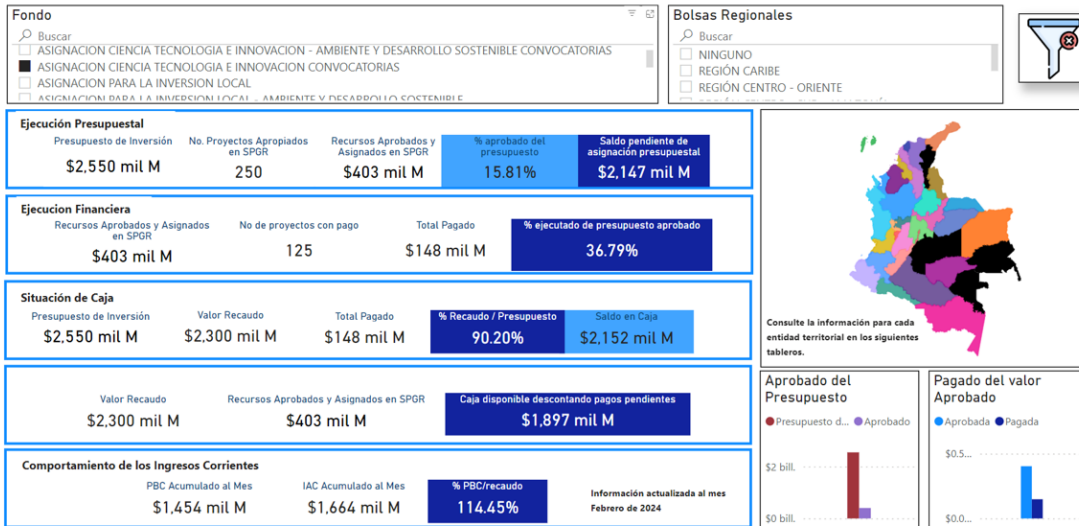 Fondo
Buscar
ASIGNACION CIENCIA TECNOLOGIA E INNOVACION - AMBIENTE Y DESARROLLO SOSTENIBLE CONVOCATORIAS
ASIGNACION CIENCIA TECNOLOGIA E INNOVACION CONVOCATORIAS
ASIGNACION PARA LA INVERSION LOCAL
ASIGNACION PARA LA INVERSION LOCAL - AMBIENTE Y DESARROLLO SOSTENIBLE
Bolsas Regionales
Buscar
NINGUNO
REGIÓN CARIBE
REGIÓN CENTRO - ORIENTE
Ejecución Presupuestal
Presupuesto de Inversión
$2,550 mil M
No. Proyectos Apropiados
en SPGR
250
Recursos Aprobados y
Asignados en SPGR
$403 mil M
% aprobado del
presupuesto
15.81%
Saldo pendiente de
asignación presupuestal
$2,147 mil M
Ejecucion Financiera
Recursos Aprobados y Asignados
en SPGR
$403 mil M
No de proyectos con pago
125
Total Pagado
$148 mil M
% ejecutado de presupuesto aprobado
36.79%
Situación de Caja
Presupuesto de Inversión
$2,550 mil M
Valor Recaudo
$2,300 mil M
Total Pagado
$148 mil M
% Recaudo / Presupuesto
90.20%
Saldo en Caja
$2,152 mil M
Valor Recaudo
$2,300 mil M
Recursos Aprobados y Asignados en SPGR
$403 mil M
Caja disponible descontando pagos pendientes
$1,897 mil M
Comportamiento de los Ingresos Corrientes
PBC Acumulado al Mes
$1,454 mil M
IAC Acumulado al Mes
$1,664 mil M
% PBC/recaudo
114.45%
Información actualizada al mes
Febrero de 2024
Consulte la información para cada
entidad territorial en los siguientes
tableros.
Aprobado del
Presupuesto
Presupuesto d... Aprobado
$2 bill.
$0 bill.
Pagado del valor
Aprobado
Aprobada Pagada
$0.5...
$0.0...